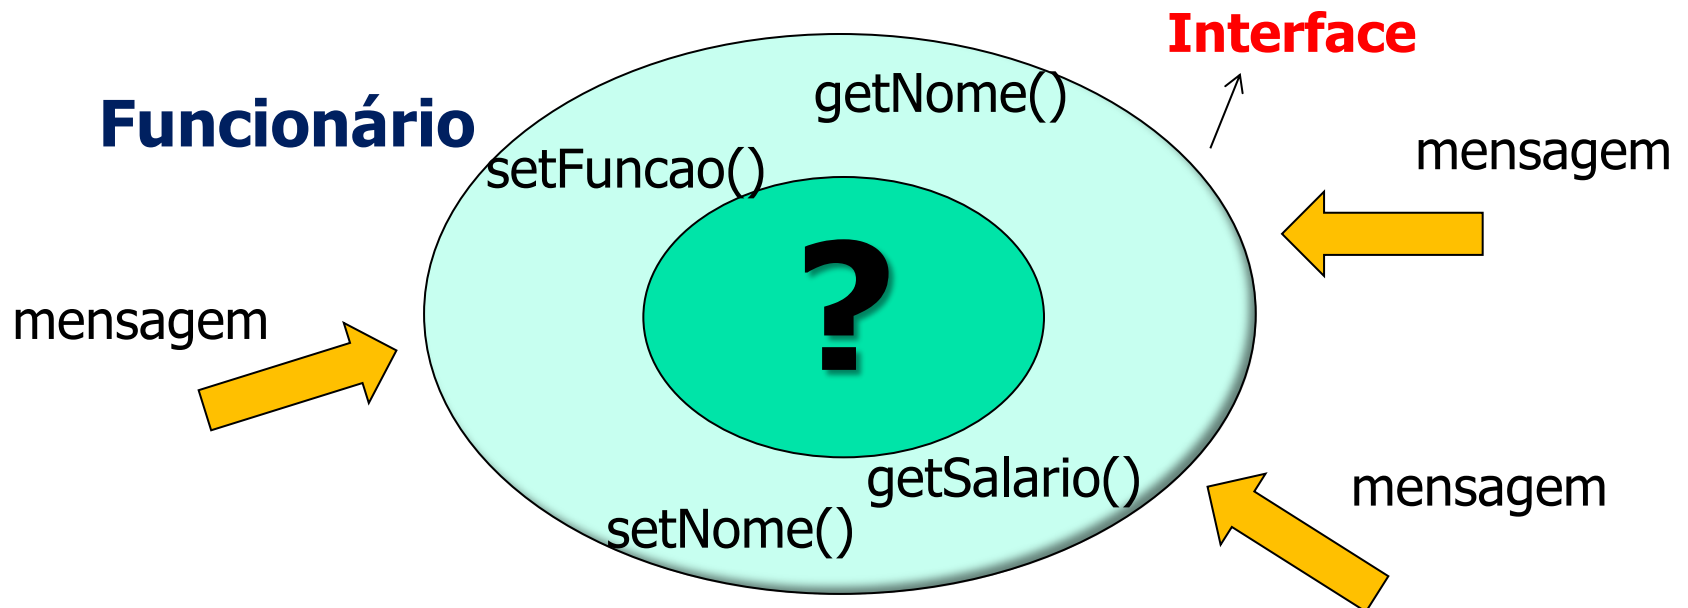 Interface
getNome()
Funcionário
mensagem
setFuncao()
?
mensagem
getSalario()
mensagem
setNome()